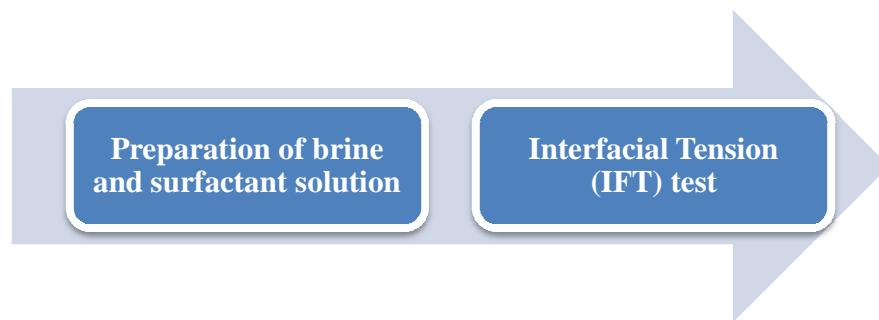 Preparation of brine
and surfactant solution
Interfacial Tension
(IFT) test